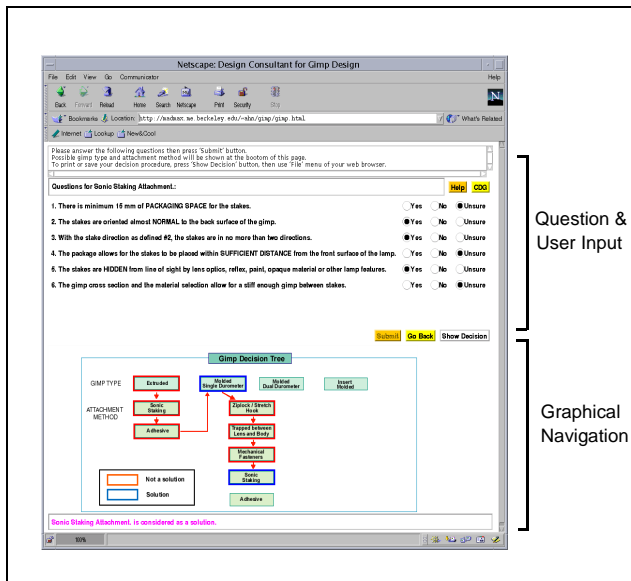 Netscape: Design Consultant for Gimp Design
File Edit View Go Communicator Help
Back Forward Reload Home Search Netscape Print Security Stop
Bookmarks Location: http://madmax.me.berkeley.edu/~abs/gimp/gimp.html What's Related
Internet Lookup New&Cool
Please answer the following questions then press 'Submit' button.
Possible gimp type and attachment method will be shown at the bootom of this page.
To print or save your decision procedure, press 'Show Decision' button, then use 'File' menu of your web browser.
Questions for Sonic Staking Attachment.: Help CDG
1. There is minimum 15 mm of PACKAGING SPACE for the stakes. Yes No Unsure
2. The stakes are oriented almost NORMAL to the back surface of the gimp. Yes No Unsure
3. With the stake direction as defined #2, the stakes are in no more than two directions. Yes No Unsure
4. The package allows for the stakes to be placed within SUFFICIENT DISTANCE from the front surface of the lamp. Yes No Unsure
5. The stakes are HIDDEN from line of sight by lens optics, reflex, paint, opaque material or other lamp features. Yes No Unsure
6. The gimp cross section and the material selection allow for a stiff enough gimp between stakes. Yes No Unsure
Submit Go Back Show Decision
Question &
User Input
Gimp Decision Tree
GIMP TYPE Extruded Molded Single Durometer Molded Dual Durometer Insert Molded
ATTACHMENT METHOD Sonic Staking Ziplock / Stretch Hook
Adhesive Trapped between Lens and Body
Mechanical Fasteners
Not a solution Sonic Staking
Solution Adhesive
Graphical
Navigation
Sonic Staking Attachment. is considered as a solution.
100%